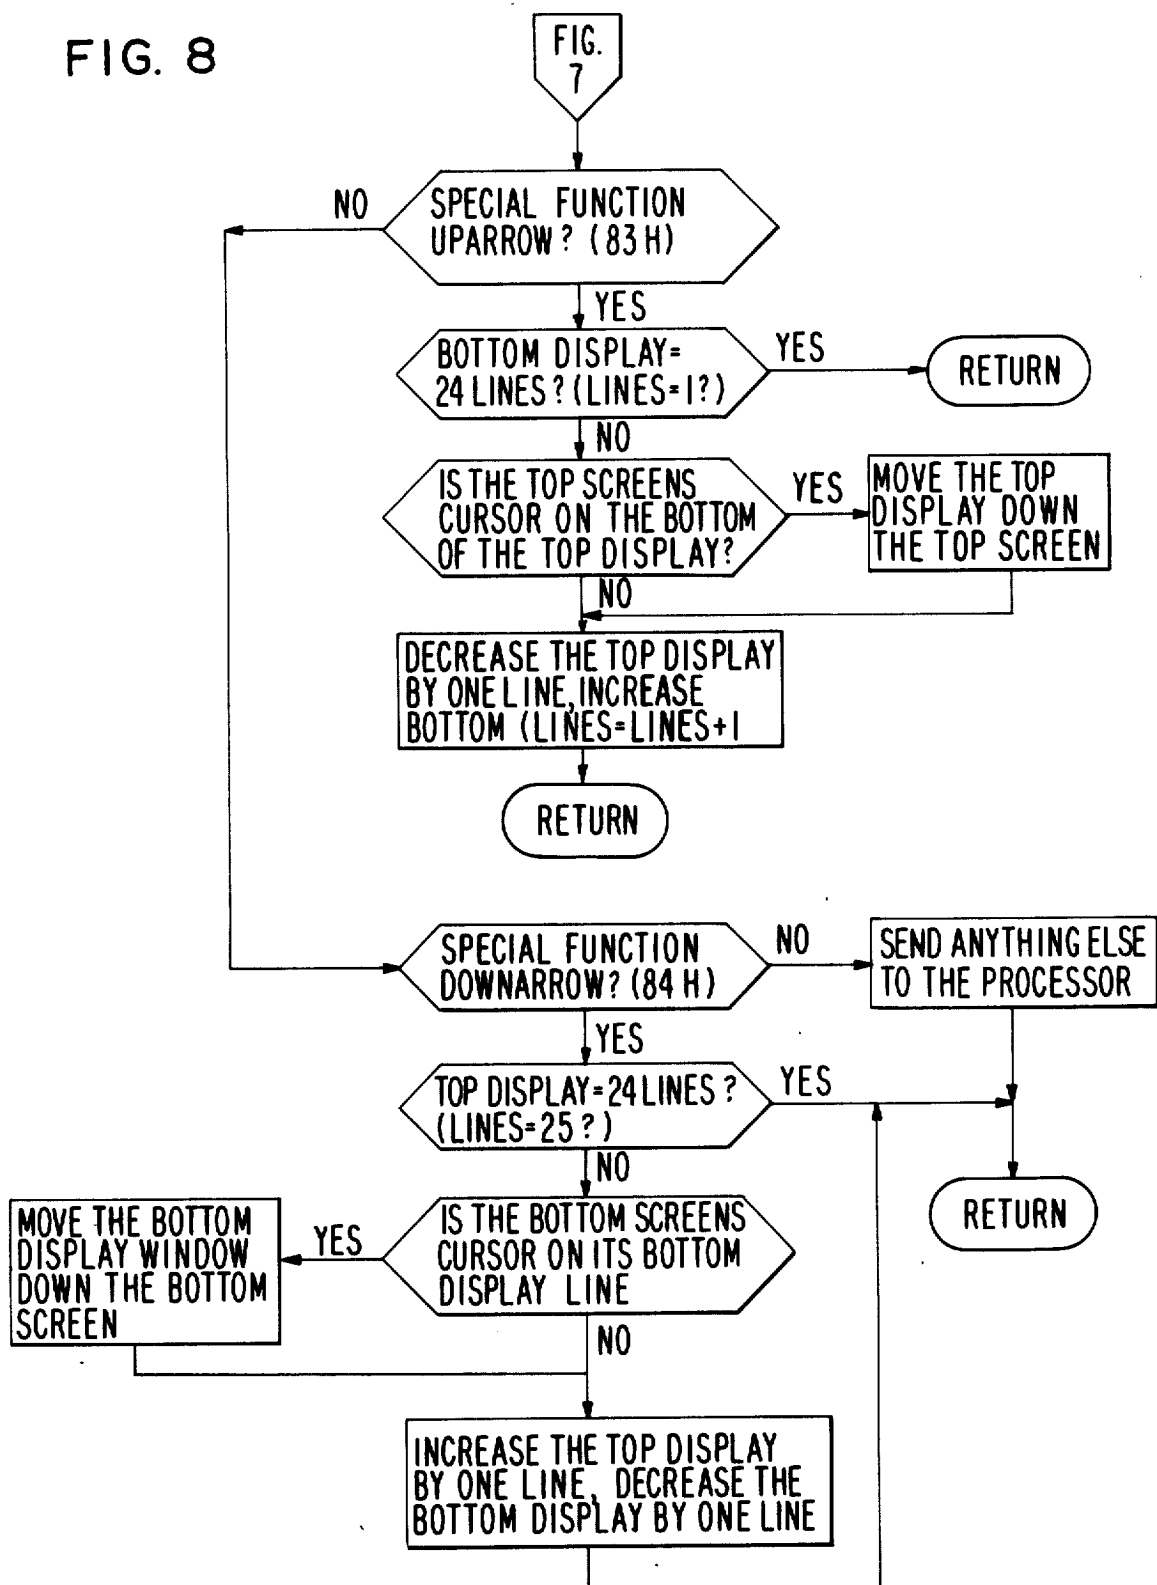 FIG. 8
FIG.
7
SPECIAL FUNCTION
UPARROW? (83H)
NO
YES
BOTTOM DISPLAY=
24 LINES? (LINES=1?)
YES
RETURN
NO
IS THE TOP SCREENS
CURSOR ON THE BOTTOM
OF THE TOP DISPLAY?
YES
MOVE THE TOP
DISPLAY DOWN
THE TOP SCREEN
NO
DECREASE THE TOP DISPLAY
BY ONE LINE, INCREASE
BOTTOM (LINES=LINES+1
RETURN
SPECIAL FUNCTION
DOWNARROW? (84H)
NO
SEND ANYTHING ELSE
TO THE PROCESSOR
YES
TOP DISPLAY=24 LINES?
(LINES=25?)
YES
RETURN
NO
IS THE BOTTOM SCREENS
CURSOR ON ITS BOTTOM
DISPLAY LINE
YES
MOVE THE BOTTOM
DISPLAY WINDOW
DOWN THE BOTTOM
SCREEN
NO
INCREASE THE TOP DISPLAY
BY ONE LINE, DECREASE THE
BOTTOM DISPLAY BY ONE LINE